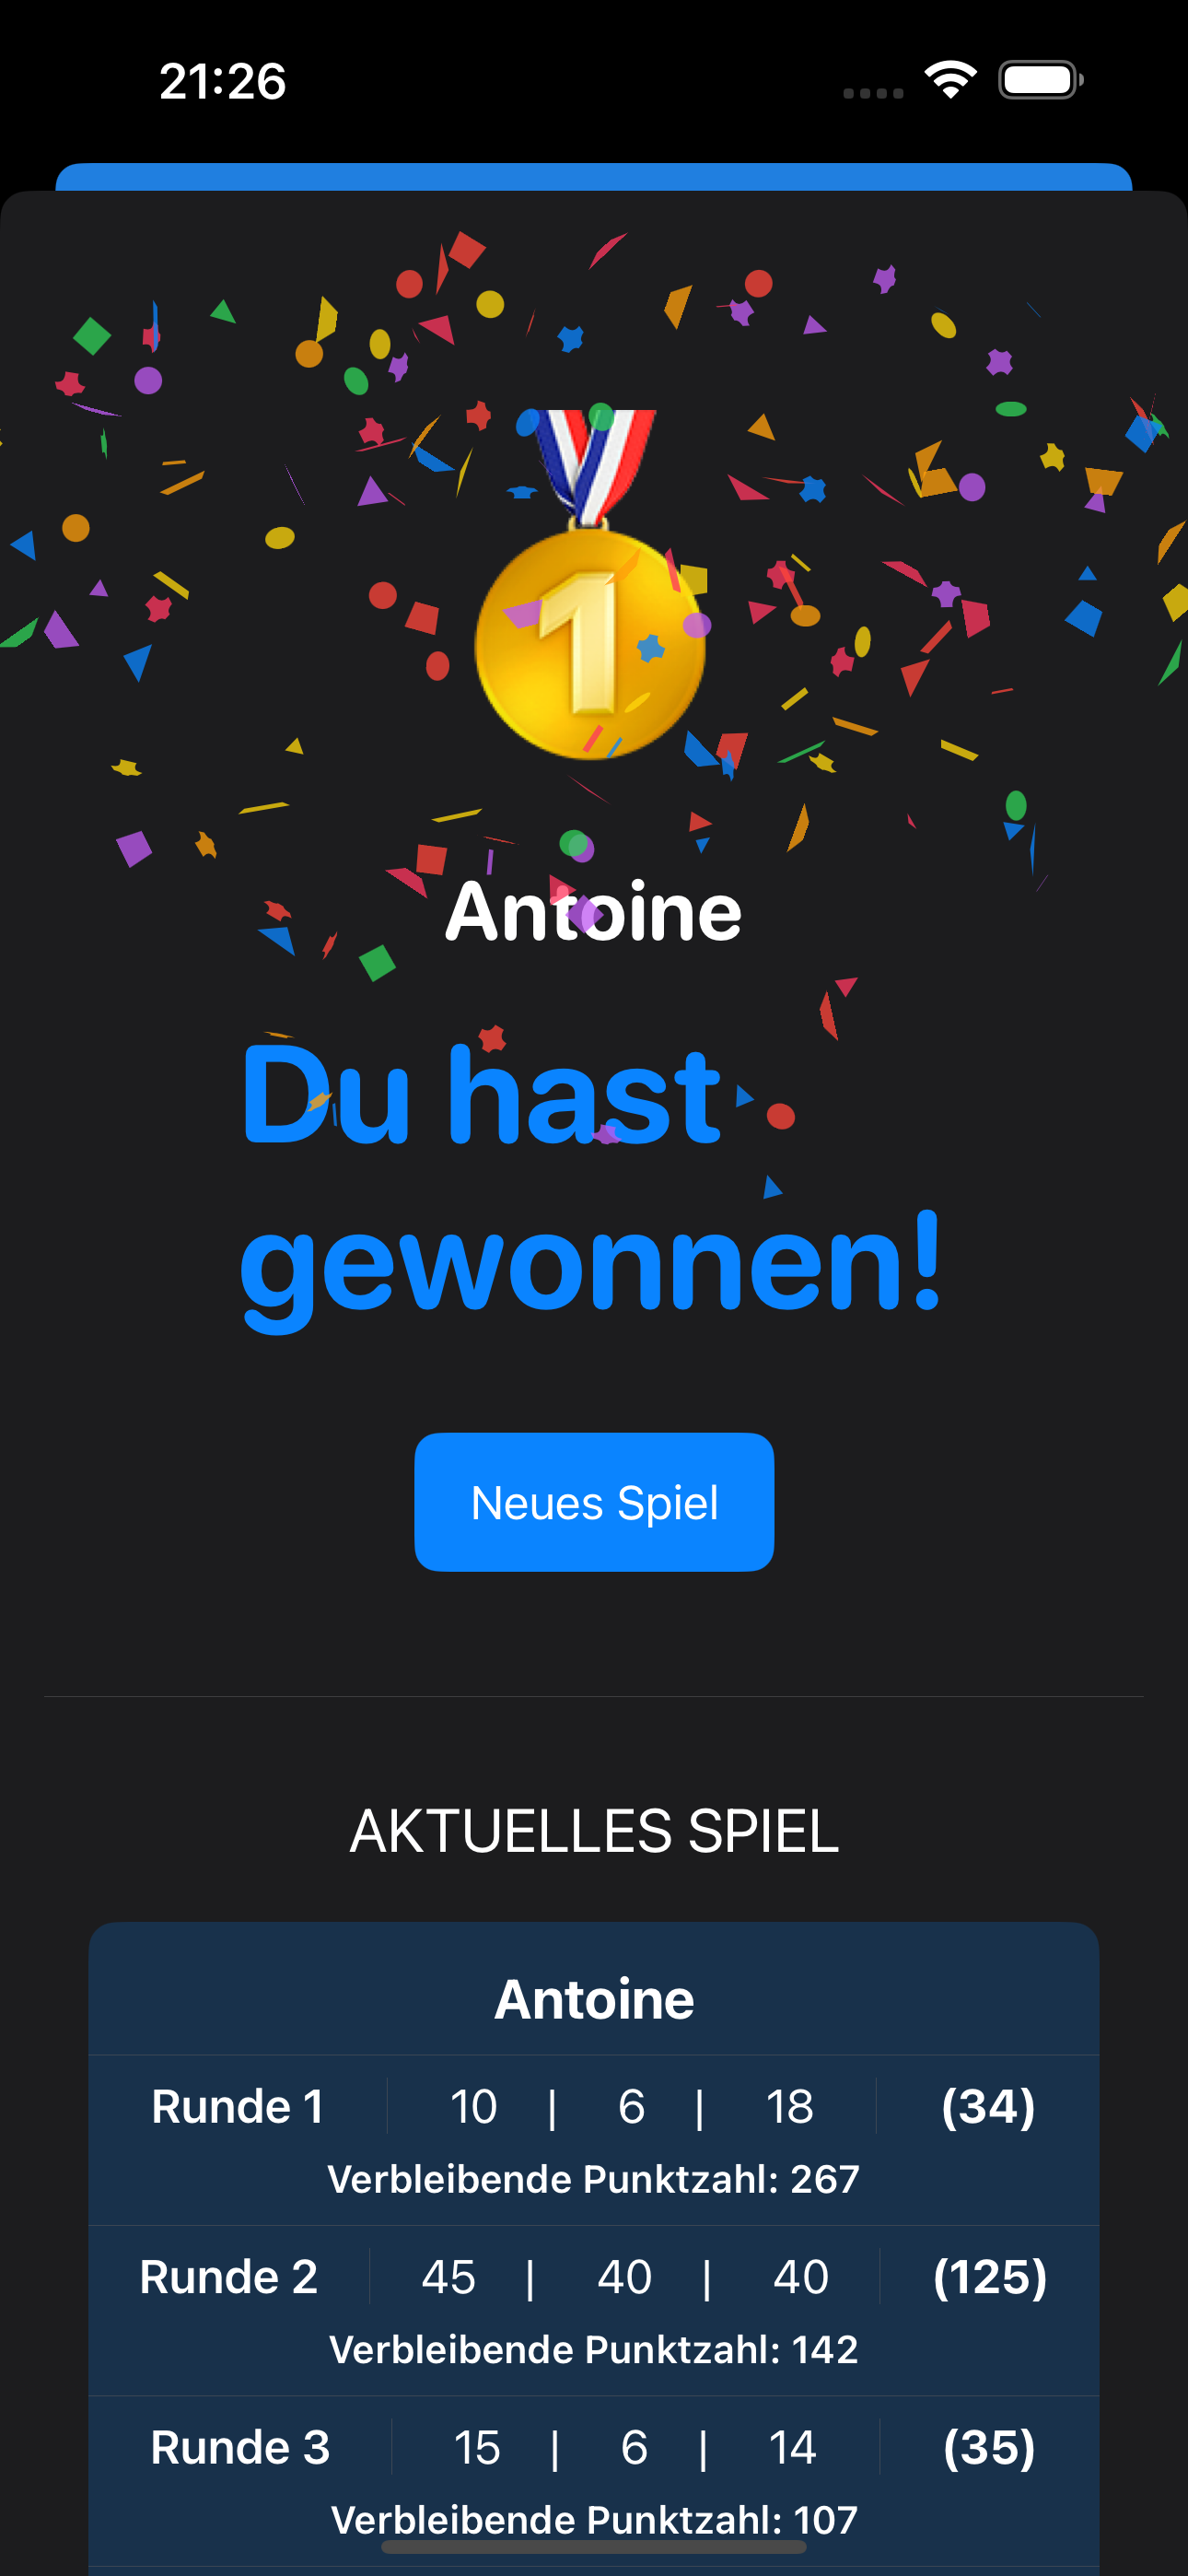 21:26
1
Antoine
Du hast
gewonnen!
Neues Spiel
AKTUELLES SPIEL
Antoine
Runde 1 10 | 6 | 18 (34)
Verbleibende Punktzahl: 267
Runde 2 45 | 40 | 40 (125)
Verbleibende Punktzahl: 142
Runde 3 15 | 6 | 14 (35)
Verbleibende Punktzahl: 107